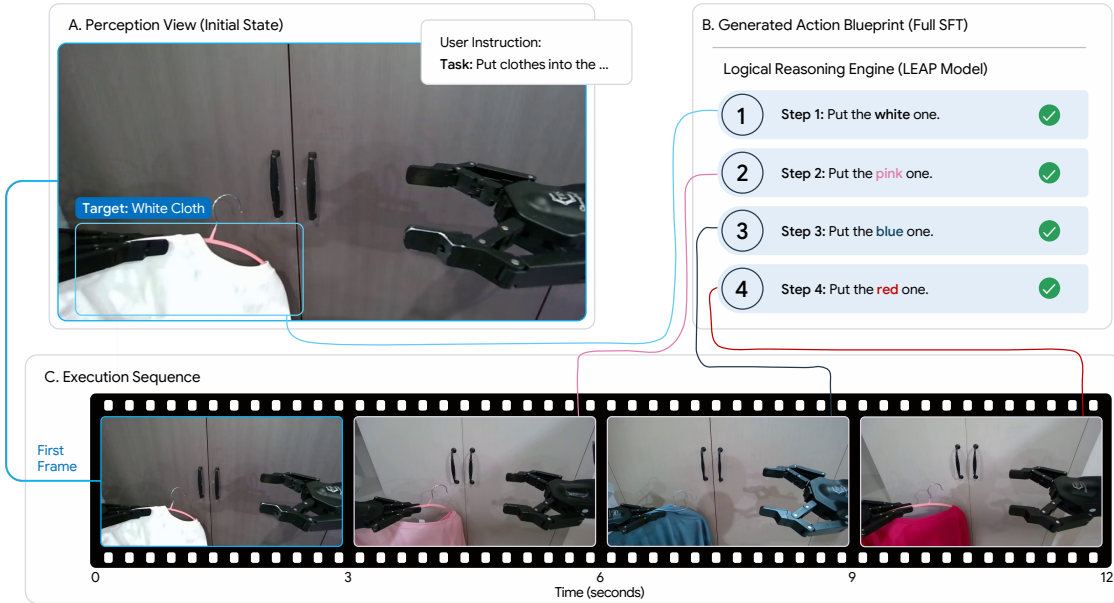 A. Perception View (Initial State)
User Instruction:
Task: Put clothes into the ...
Target: White Cloth
B. Generated Action Blueprint (Full SFT)
Logical Reasoning Engine (LEAP Model)
1 Step 1: Put the white one.
2 Step 2: Put the pink one.
3 Step 3: Put the blue one.
4 Step 4: Put the red one.
C. Execution Sequence
First
Frame
0 3 6 9 12
Time (seconds)